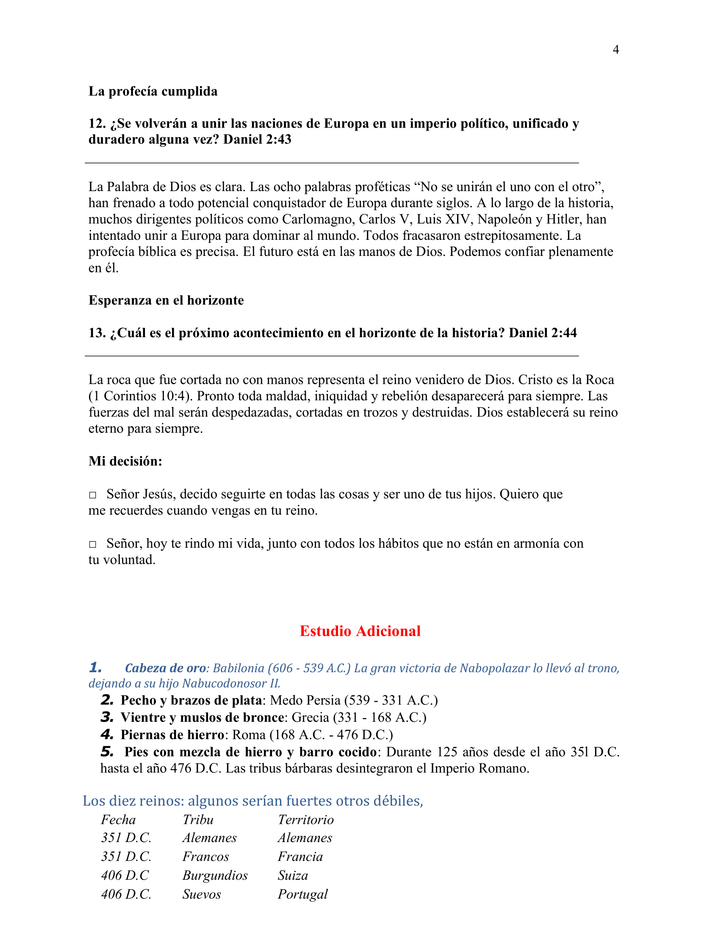 4
La profecía cumplida
12. ¿Se volverán a unir las naciones de Europa en un imperio político, unificado y
duradero alguna vez? Daniel 2:43
La Palabra de Dios es clara. Las ocho palabras proféticas “No se unirán el uno con el otro”,
han frenado a todo potencial conquistador de Europa durante siglos. A lo largo de la historia,
muchos dirigentes políticos como Carlomagno, Carlos V, Luis XIV, Napoleón y Hitler, han
intentado unir a Europa para dominar al mundo. Todos fracasaron estrepitosamente. La
profecía bíblica es precisa. El futuro está en las manos de Dios. Podemos confiar plenamente
en él.
Esperanza en el horizonte
13. ¿Cuál es el próximo acontecimiento en el horizonte de la historia? Daniel 2:44
La roca que fue cortada no con manos representa el reino venidero de Dios. Cristo es la Roca
(1 Corintios 10:4). Pronto toda maldad, iniquidad y rebelión desaparecerá para siempre. Las
fuerzas del mal serán despedazadas, cortadas en trozos y destruidas. Dios establecerá su reino
eterno para siempre.
Mi decisión:
□ Señor Jesús, decido seguirte en todas las cosas y ser uno de tus hijos. Quiero que
me recuerdes cuando vengas en tu reino.
□ Señor, hoy te rindo mi vida, junto con todos los hábitos que no están en armonía con
tu voluntad.
Estudio Adicional
1. Cabeza de oro: Babilonia (606 - 539 A.C.) La gran victoria de Nabopolazar lo llevó al trono,
dejando a su hijo Nabucodonosor II.
2. Pecho y brazos de plata: Medo Persia (539 - 331 A.C.)
3. Vientre y muslos de bronce: Grecia (331 - 168 A.C.)
4. Piernas de hierro: Roma (168 A.C. - 476 D.C.)
5. Pies con mezcla de hierro y barro cocido: Durante 125 años desde el año 35l D.C.
hasta el año 476 D.C. Las tribus bárbaras desintegraron el Imperio Romano.
Los diez reinos: algunos serían fuertes otros débiles,
Fecha Tribu Territorio
351 D.C. Alemanes Alemanes
351 D.C. Francos Francia
406 D.C Burgundios Suiza
406 D.C. Suevos Portugal